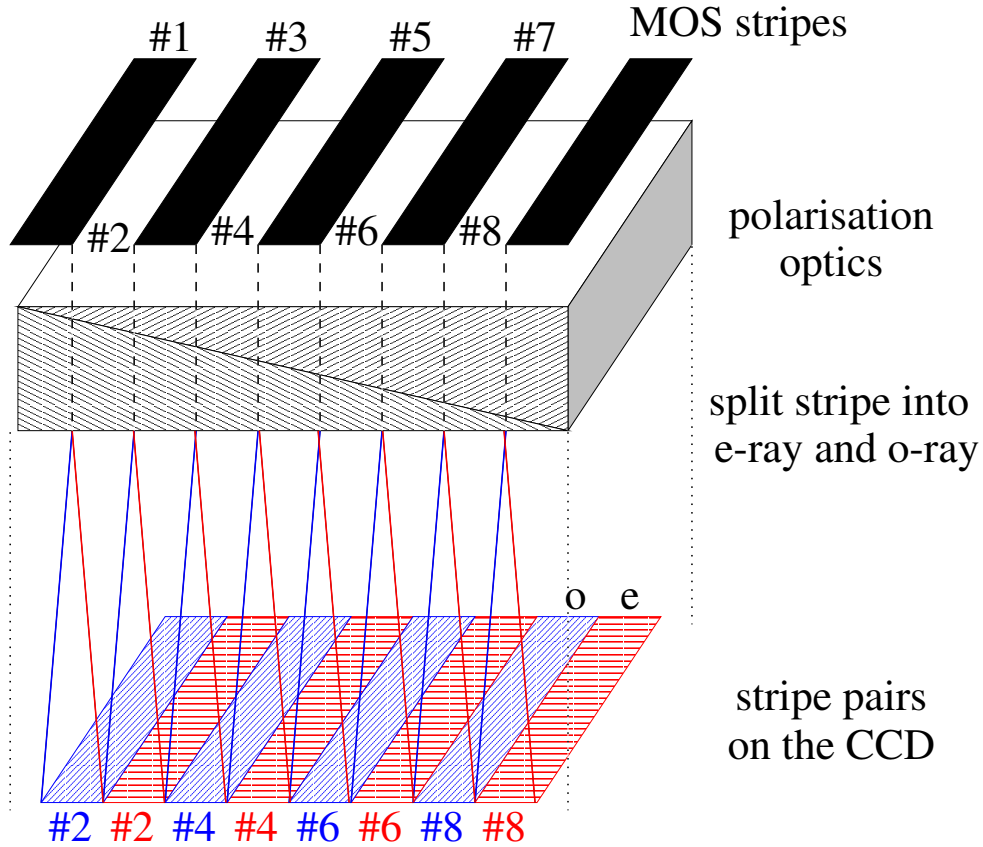 MOS stripes
#1 #3 #5 #7
#2 #4 #6 #8
polarisation
optics
split stripe into
e-ray and o-ray
o e
stripe pairs
on the CCD
#2 #2 #4 #4 #6 #6 #8 #8